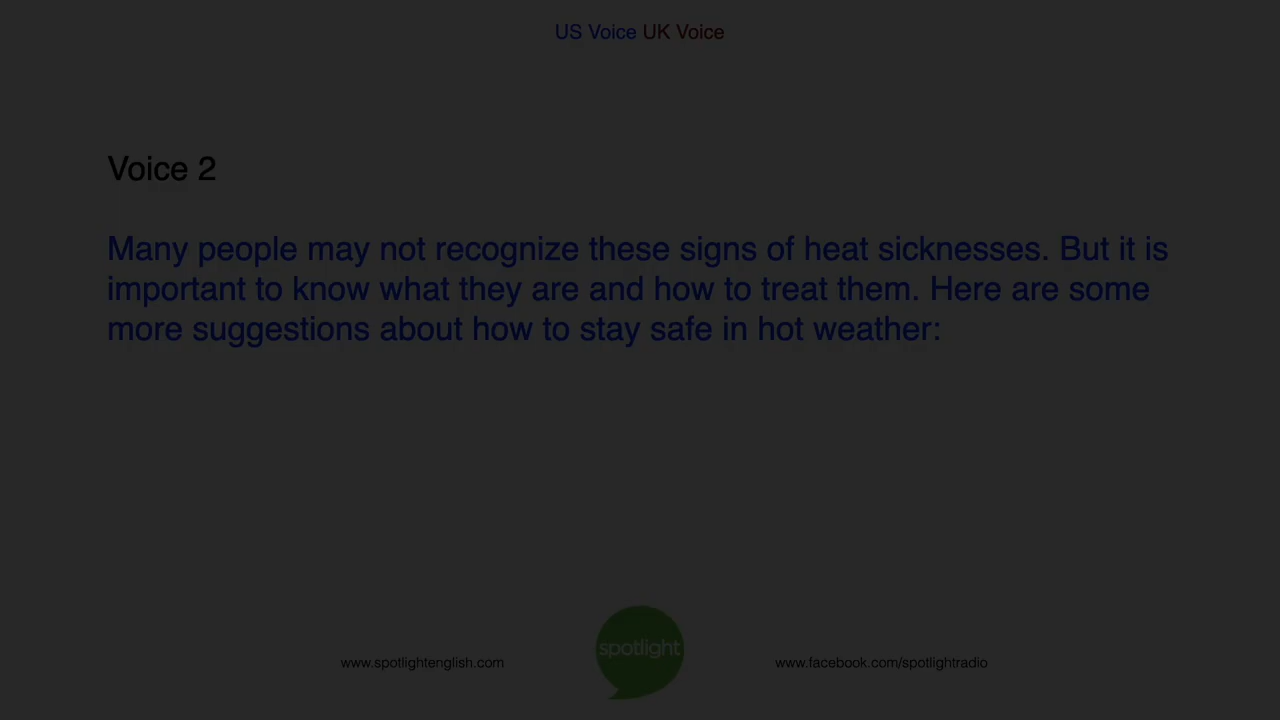 US Voice UK Voice
Voice 2
Many people may not recognize these signs of heat sicknesses. But it is
important to know what they are and how to treat them. Here are some
more suggestions about how to stay safe in hot weather:
spotlight
www.spotlightenglish.com
www.facebook.com/spotlightradio